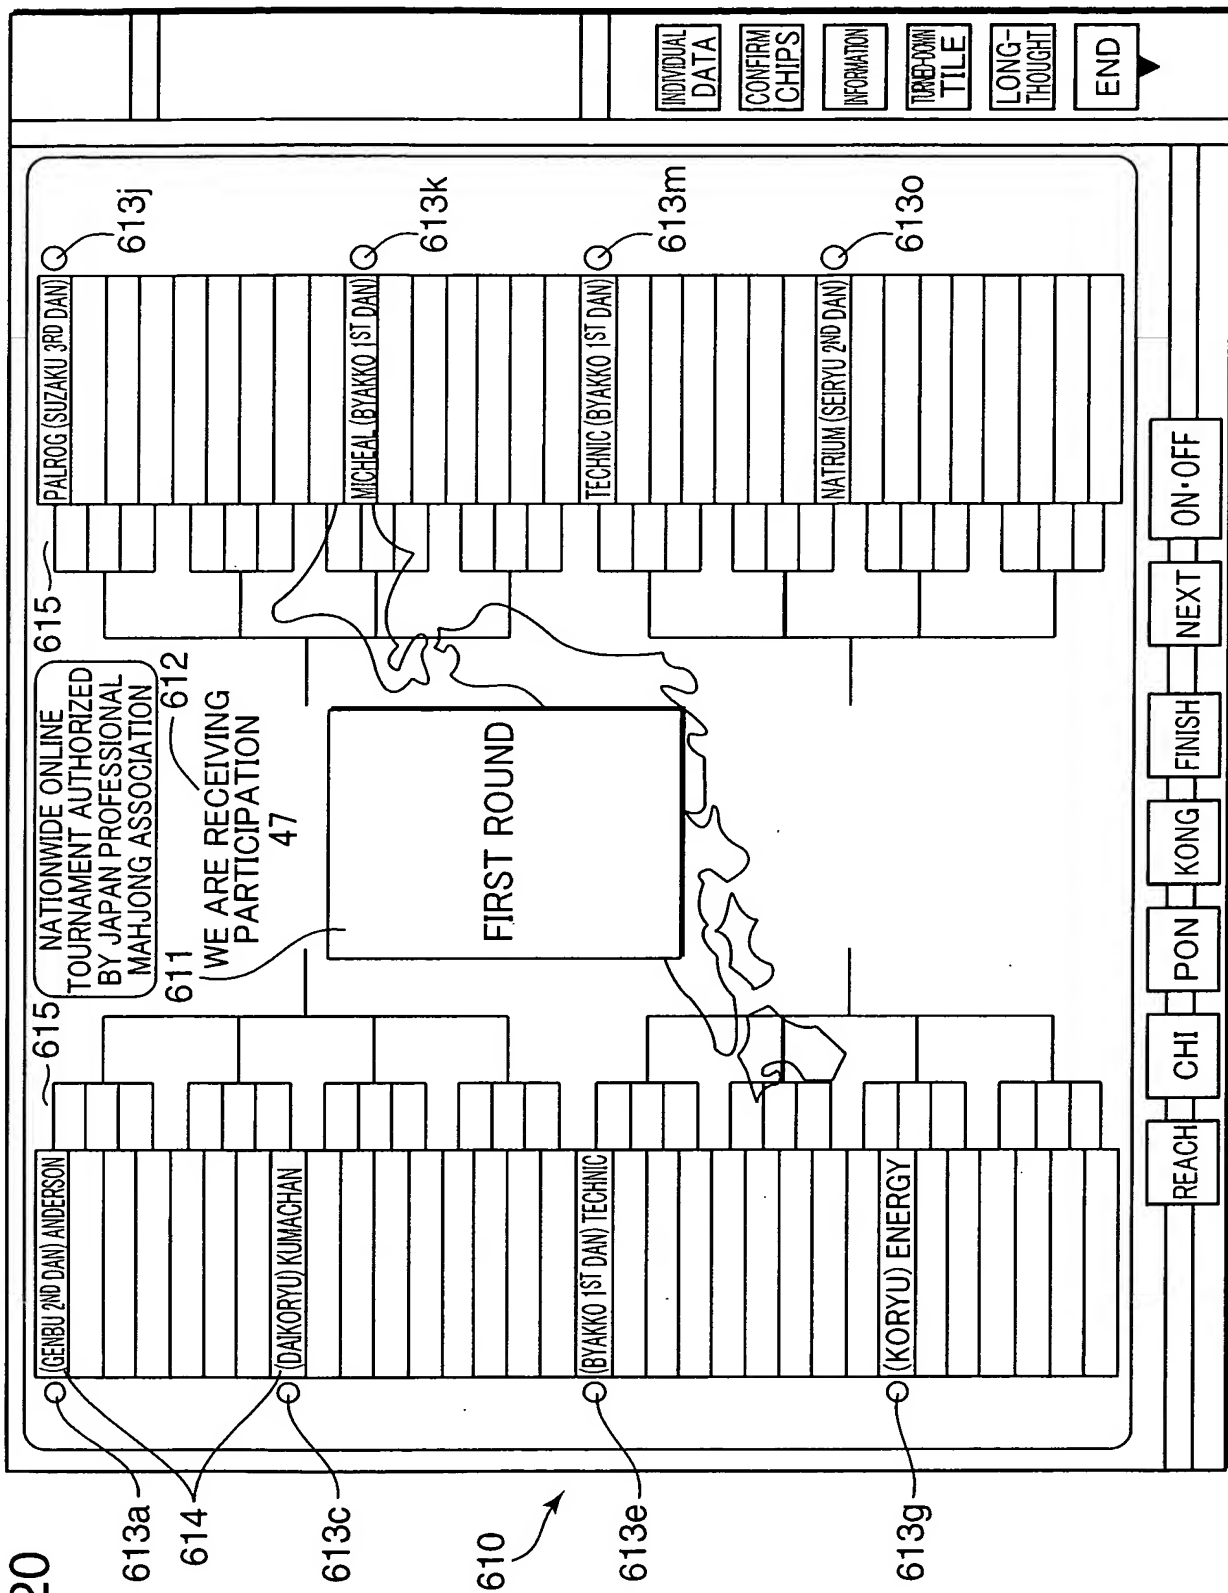 20
610
NATIONWIDE ONLINE
TOURNAMENT AUTHORIZED
BY JAPAN PROFESSIONAL
MAHJONG ASSOCIATION
611
612
WE ARE RECEIVING
PARTICIPATION
47
FIRST ROUND
615
615
613a
614
(GENBU 2ND DAN) ANDERSON
613c
(DAIKORYU) KUMACHAN
613e
(BYAKKO 1ST DAN) TECHNIC
613g
(KORYU) ENERGY
PALROG (SUZAKU 3RD DAN)
613j
MICHEAL (BYAKKO 1ST DAN)
613k
TECHNIC (BYAKKO 1ST DAN)
613m
NATRIUM (SEIRYU 2ND DAN)
613o
INDIVIDUAL
DATA
CONFIRM
CHIPS
INFORMATION
TURNED-DOWN
TILE
LONG-
THOUGHT
END
REACH
CHI
PON
KONG
FINISH
NEXT
ON·OFF